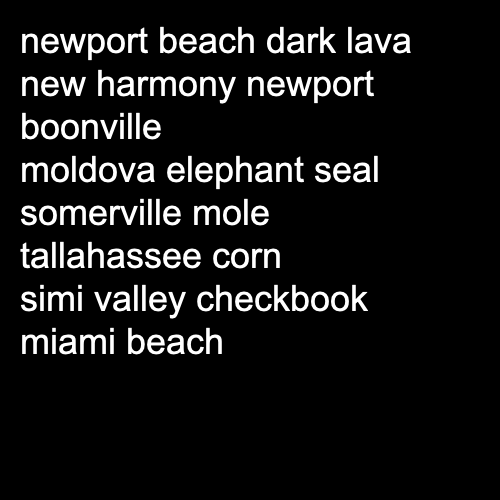 newport beach dark lava
new harmony newport
boonville
moldova elephant seal
somerville mole
tallahassee corn
simi valley checkbook
miami beach